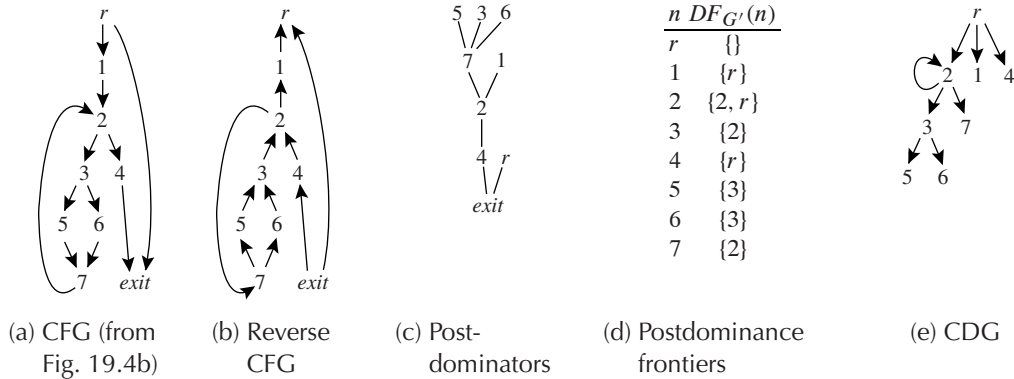 r
1
2
3 4
5 6
7 exit
(a) CFG (from
Fig. 19.4b)
r
1
2
3 4
5 6
7 exit
(b) Reverse
CFG
5 3 6
7 1
2
4 r
exit
(c) Post-
dominators
n DF_G′(n)
r {}
1 {r}
2 {2, r}
3 {2}
4 {r}
5 {3}
6 {3}
7 {2}
(d) Postdominance
frontiers
r
2 1 4
3 7
5 6
(e) CDG